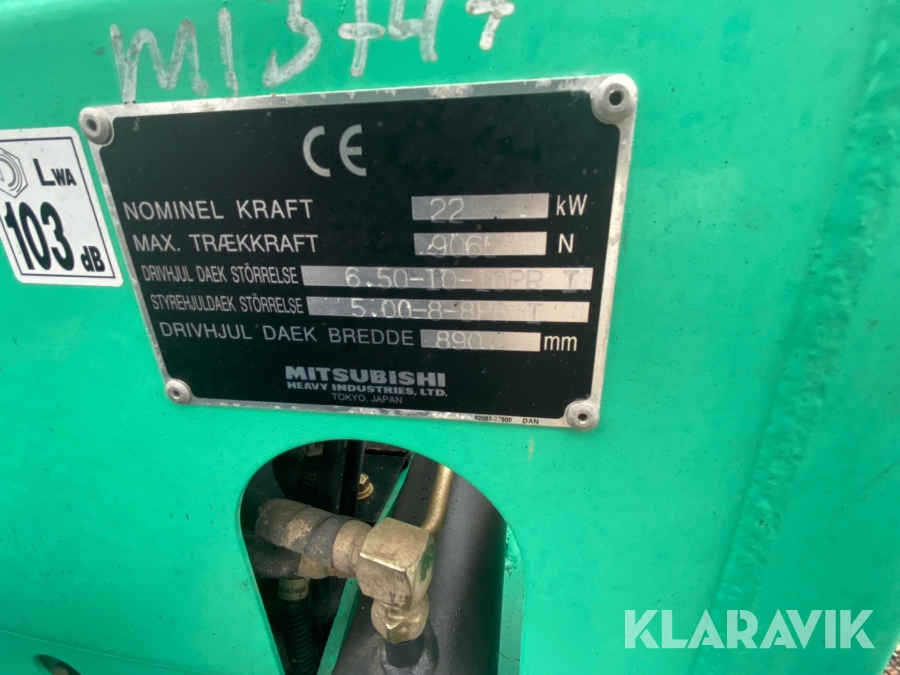 CE
LWA
103 dB
NOMINEL KRAFT 22 kW
MAX. TRÆKKRAFT 9065 N
DRIVHJUL DAEK STÖRRELSE 6.50-10-10PR I
STYREHJULDAEK STÖRRELSE 5.00-8-8PR I
DRIVHJUL DAEK BREDDE 890 mm
MITSUBISHI
HEAVY INDUSTRIES, LTD.
TOKYO, JAPAN
DAN
KLARAVIK